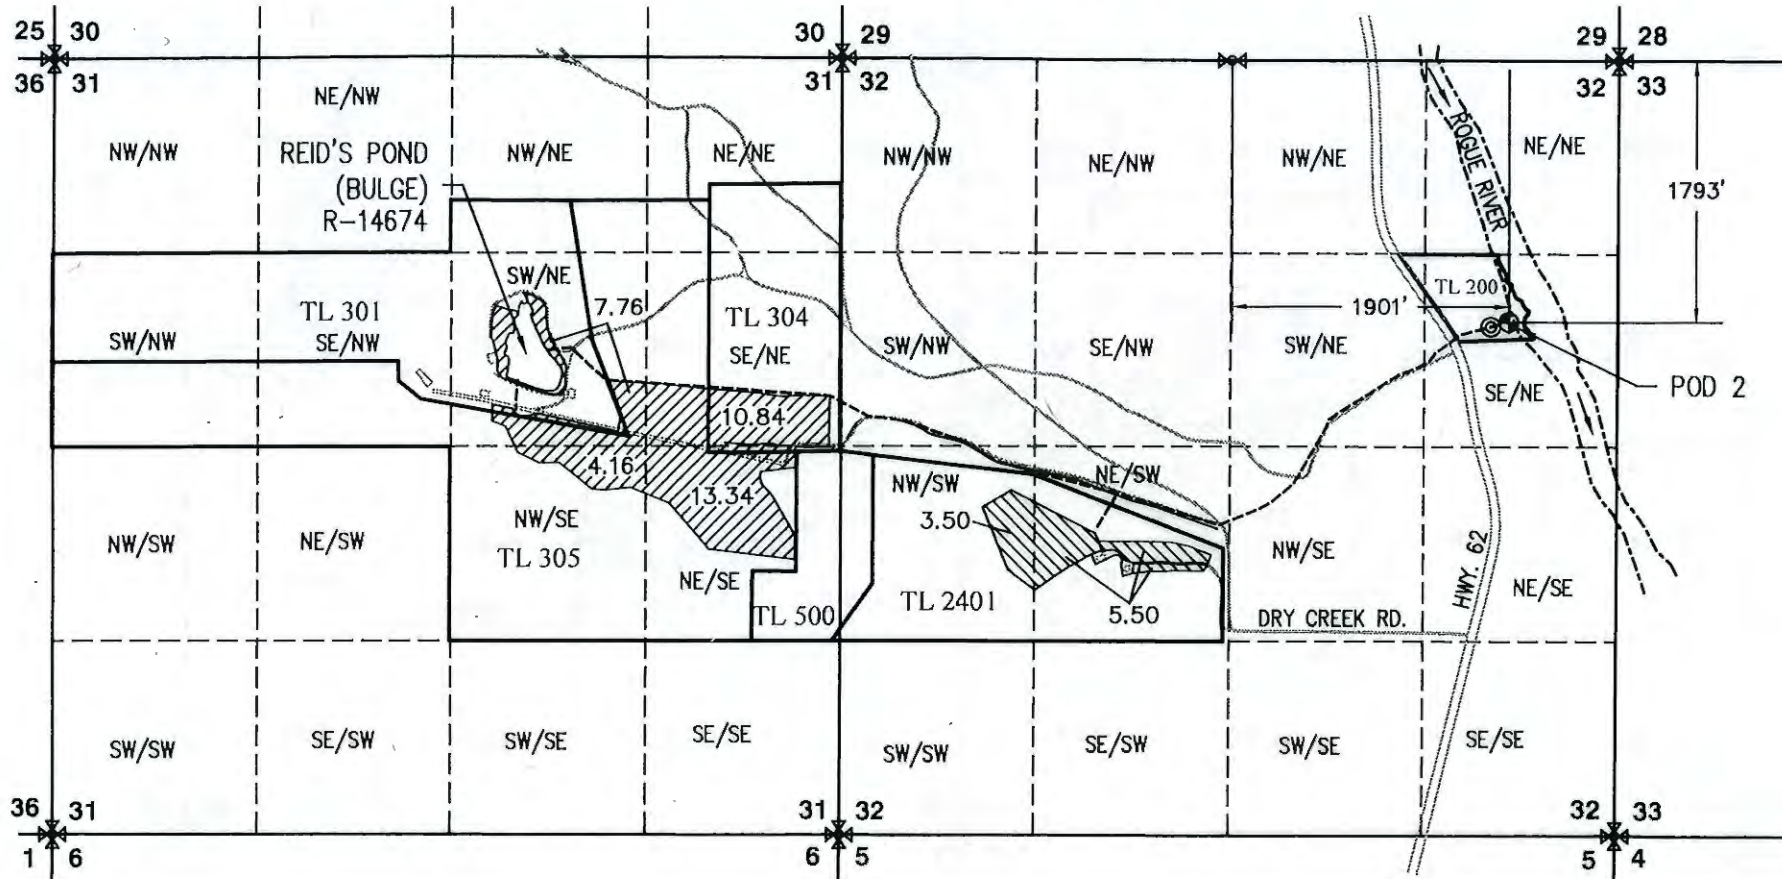 25 30
30 29
29 28
36 31
31 32
32 33
NE/NW
NW/NW
REID'S POND
(BULGE)
R-14674
NW/NE
NE/NE
NW/NW
NE/NW
NW/NE
ROGUE RIVER
NE/NE
1793'
SW/NE
TL 301
7.76
TL 304
1901'
TL 200
SW/NW
SE/NW
SE/NE
SW/NW
SE/NW
SW/NE
SE/NE
POD 2
10.84
4.16
13.34
NW/SW
NE/SW
3.50
NW/SE
TL 305
NW/SW
NE/SW
NW/SE
NE/SE
TL 500
TL 2401
5.50
HWY. 62
NE/SE
DRY CREEK RD.
SW/SW
SE/SW
SW/SE
SE/SE
SW/SW
SE/SW
SW/SE
SE/SE
36 31
31 32
32 33
1 6
6 5
5 4